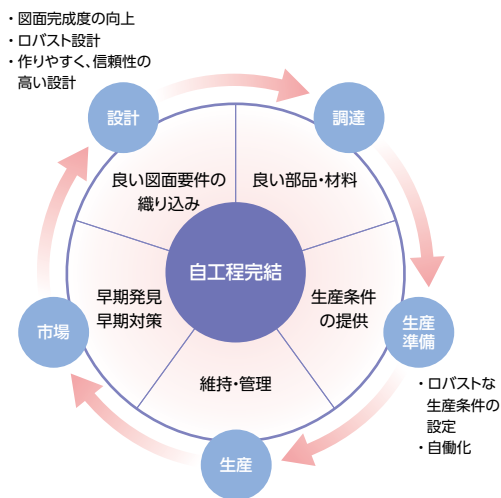 ・図面完成度の向上
・ロバスト設計
・作りやすく、信頼性の
高い設計
設計
調達
良い図面要件の
織り込み
良い部品・材料
自工程完結
早期発見
早期対策
生産条件
の提供
市場
生産
準備
維持・管理
・ロバストな
生産条件の
設定
・自働化
生産